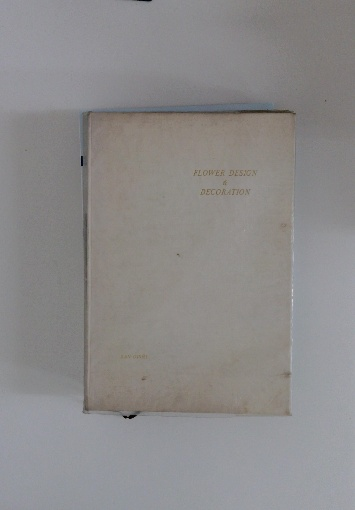 FLOWER DESIGN
&
DECORATION